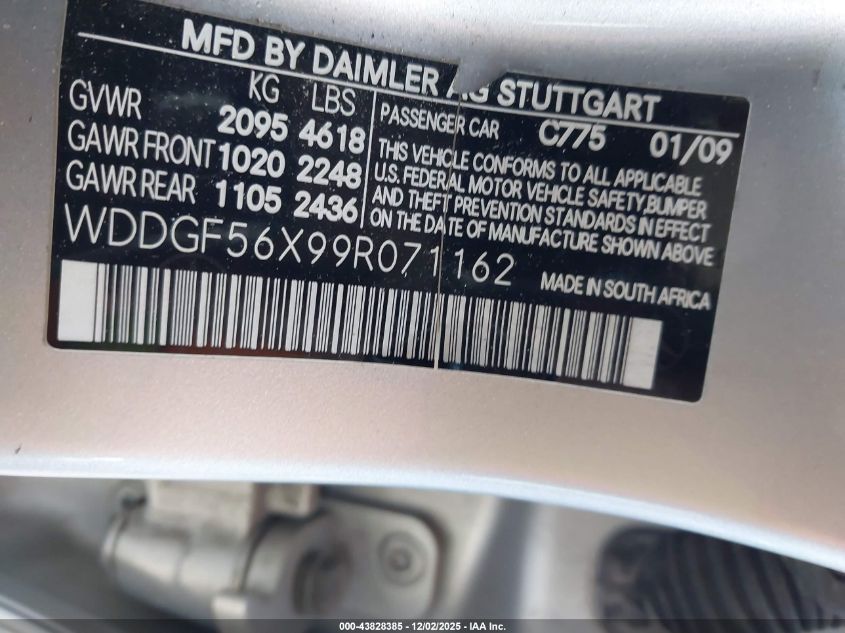 MFD BY DAIMLER AG STUTTGART
KG LBS
GVWR 2095 4618
GAWR FRONT 1020 2248
GAWR REAR 1105 2436
PASSENGER CAR C775 01/09
THIS VEHICLE CONFORMS TO ALL APPLICABLE
U.S. FEDERAL MOTOR VEHICLE SAFETY,BUMPER
AND THEFT PREVENTION STANDARDS IN EFFECT
ON THE DATE OF MANUFACTURE SHOWN ABOVE
WDDGF56X99R071162
MADE IN SOUTH AFRICA
000-43828385 - 12/02/2025 - IAA Inc.